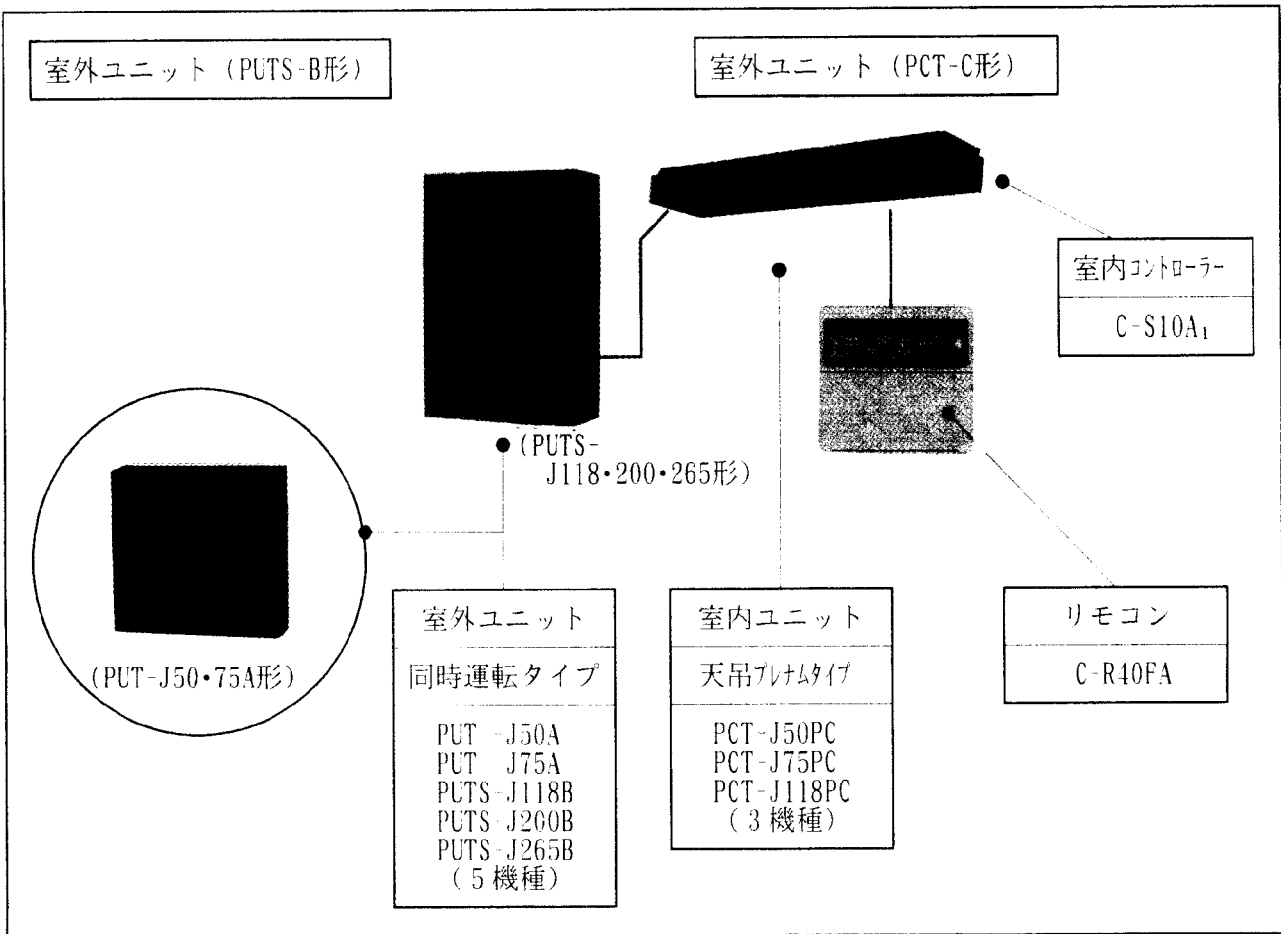 室外ユニット (PUTS-B形)
室外ユニット (PCT-C形)
室内コントローラー
C-S10A₁
(PUTS-
J118・200・265形)
(PUT-J50・75A形)
室外ユニット
同時運転タイプ
PUT -J50A
PUT J75A
PUTS-J118B
PUTS J200B
PUTS J265B
(5機種)
室内ユニット
天吊プレナムタイプ
PCT-J50PC
PCT-J75PC
PCT-J118PC
(3機種)
リモコン
C-R40FA